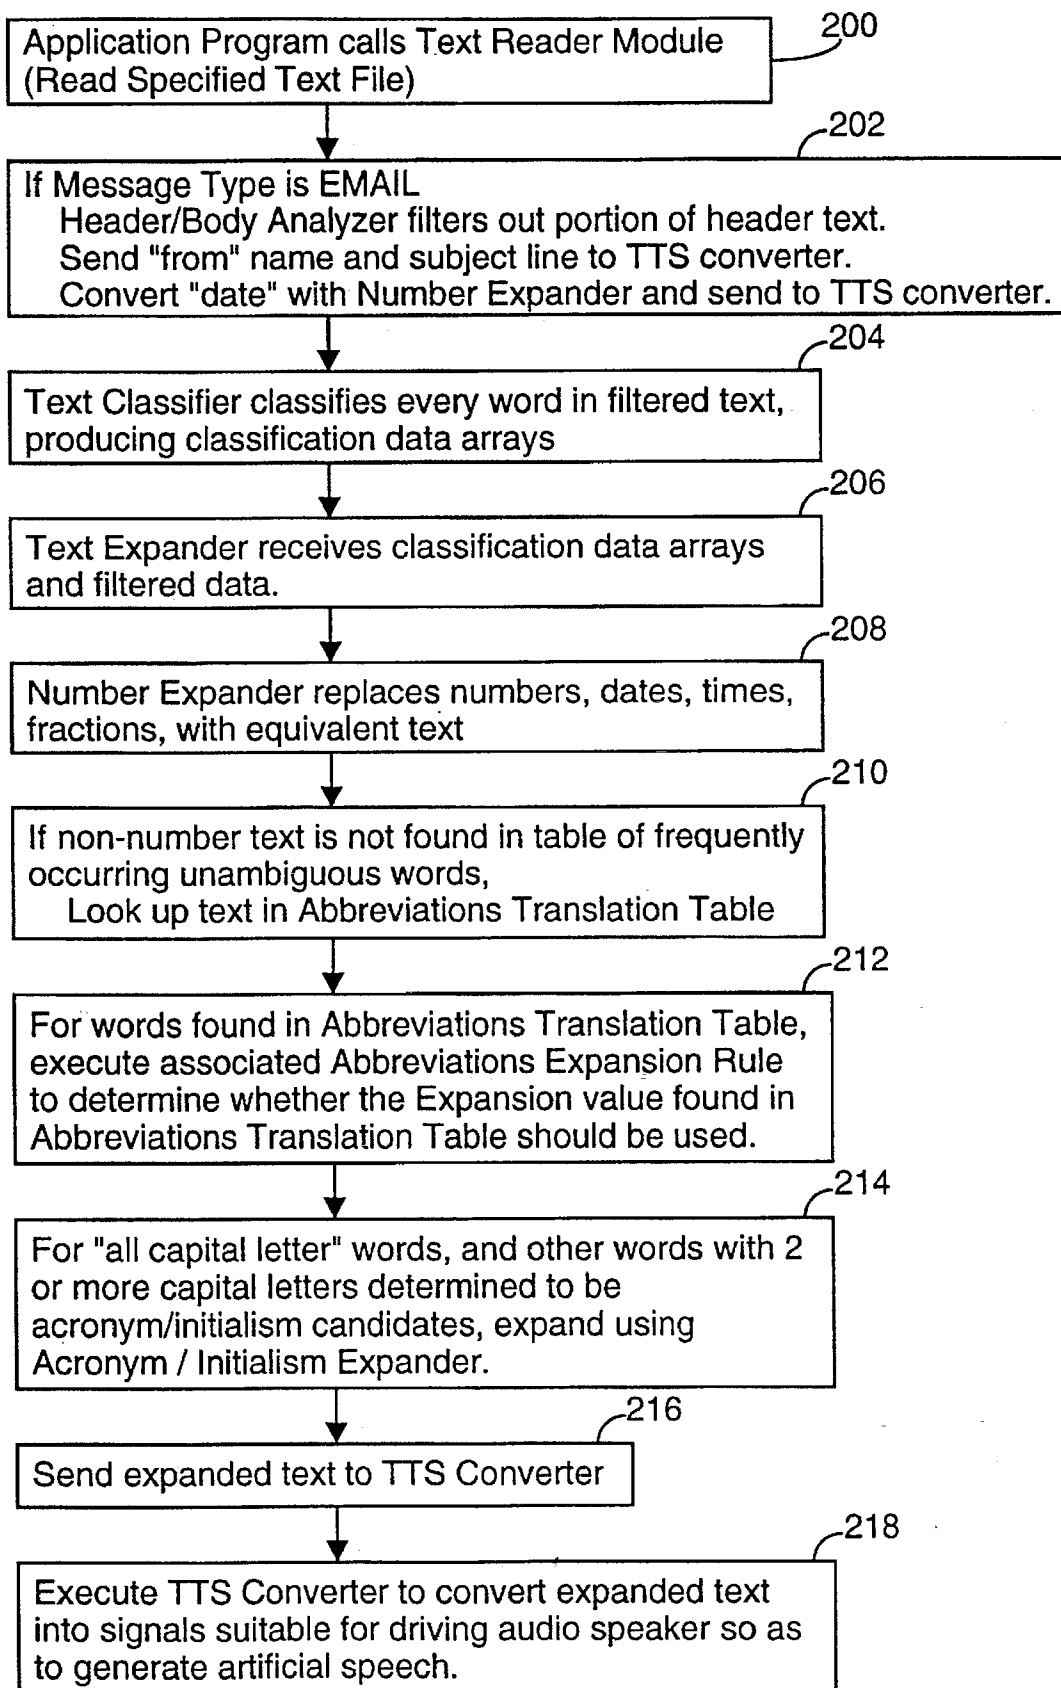 200
Application Program calls Text Reader Module
(Read Specified Text File)
202
If Message Type is EMAIL
Header/Body Analyzer filters out portion of header text.
Send "from" name and subject line to TTS converter.
Convert "date" with Number Expander and send to TTS converter.
204
Text Classifier classifies every word in filtered text,
producing classification data arrays
206
Text Expander receives classification data arrays
and filtered data.
208
Number Expander replaces numbers, dates, times,
fractions, with equivalent text
210
If non-number text is not found in table of frequently
occurring unambiguous words,
Look up text in Abbreviations Translation Table
212
For words found in Abbreviations Translation Table,
execute associated Abbreviations Expansion Rule
to determine whether the Expansion value found in
Abbreviations Translation Table should be used.
214
For "all capital letter" words, and other words with 2
or more capital letters determined to be
acronym/initialism candidates, expand using
Acronym / Initialism Expander.
216
Send expanded text to TTS Converter
218
Execute TTS Converter to convert expanded text
into signals suitable for driving audio speaker so as
to generate artificial speech.